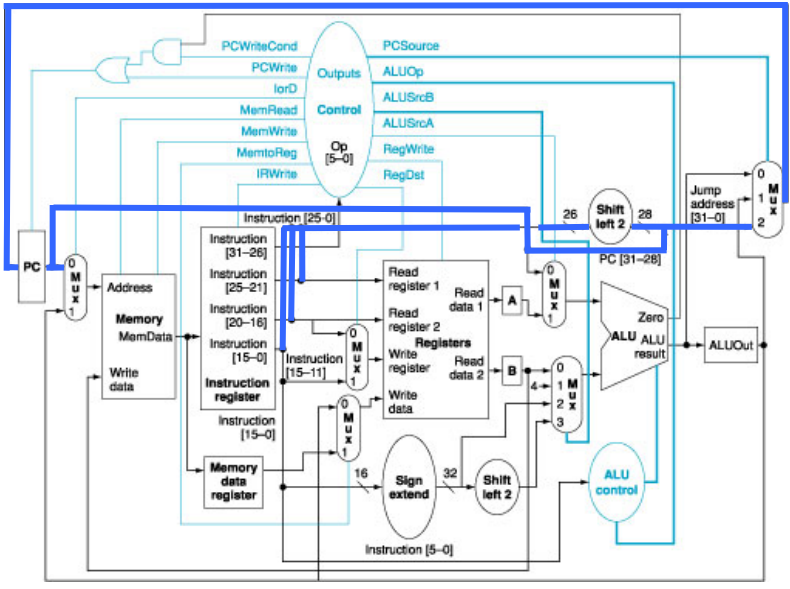 PCWriteCond
PCWrite
IorD
MemRead
MemWrite
MemtoReg
IRWrite
Outputs
Control
Op
[5–0]
PCSource
ALUOp
ALUSrcB
ALUSrcA
RegWrite
RegDst
Instruction [25-0]
26
Shift
left 2
28
Jump
address
[31–0]
0
1
2
M
u
x
PC [31–28]
PC
0
M
u
x
1
Address
Memory
MemData
Write
data
Instruction
[31–26]
Instruction
[25–21]
Instruction
[20–16]
Instruction
[15–0]
Instruction
register
Instruction
[15–0]
Instruction
[15–11]
0
M
u
x
1
0
M
u
x
1
Memory
data
register
Read
register 1
Read
register 2
Registers
Write
register
Write
data
Read
data 1
Read
data 2
A
B
0
M
u
x
1
4
0
1
2
3
M
u
x
Zero
ALU
ALU
result
ALUOut
16
Sign
extend
32
Shift
left 2
ALU
control
Instruction [5–0]